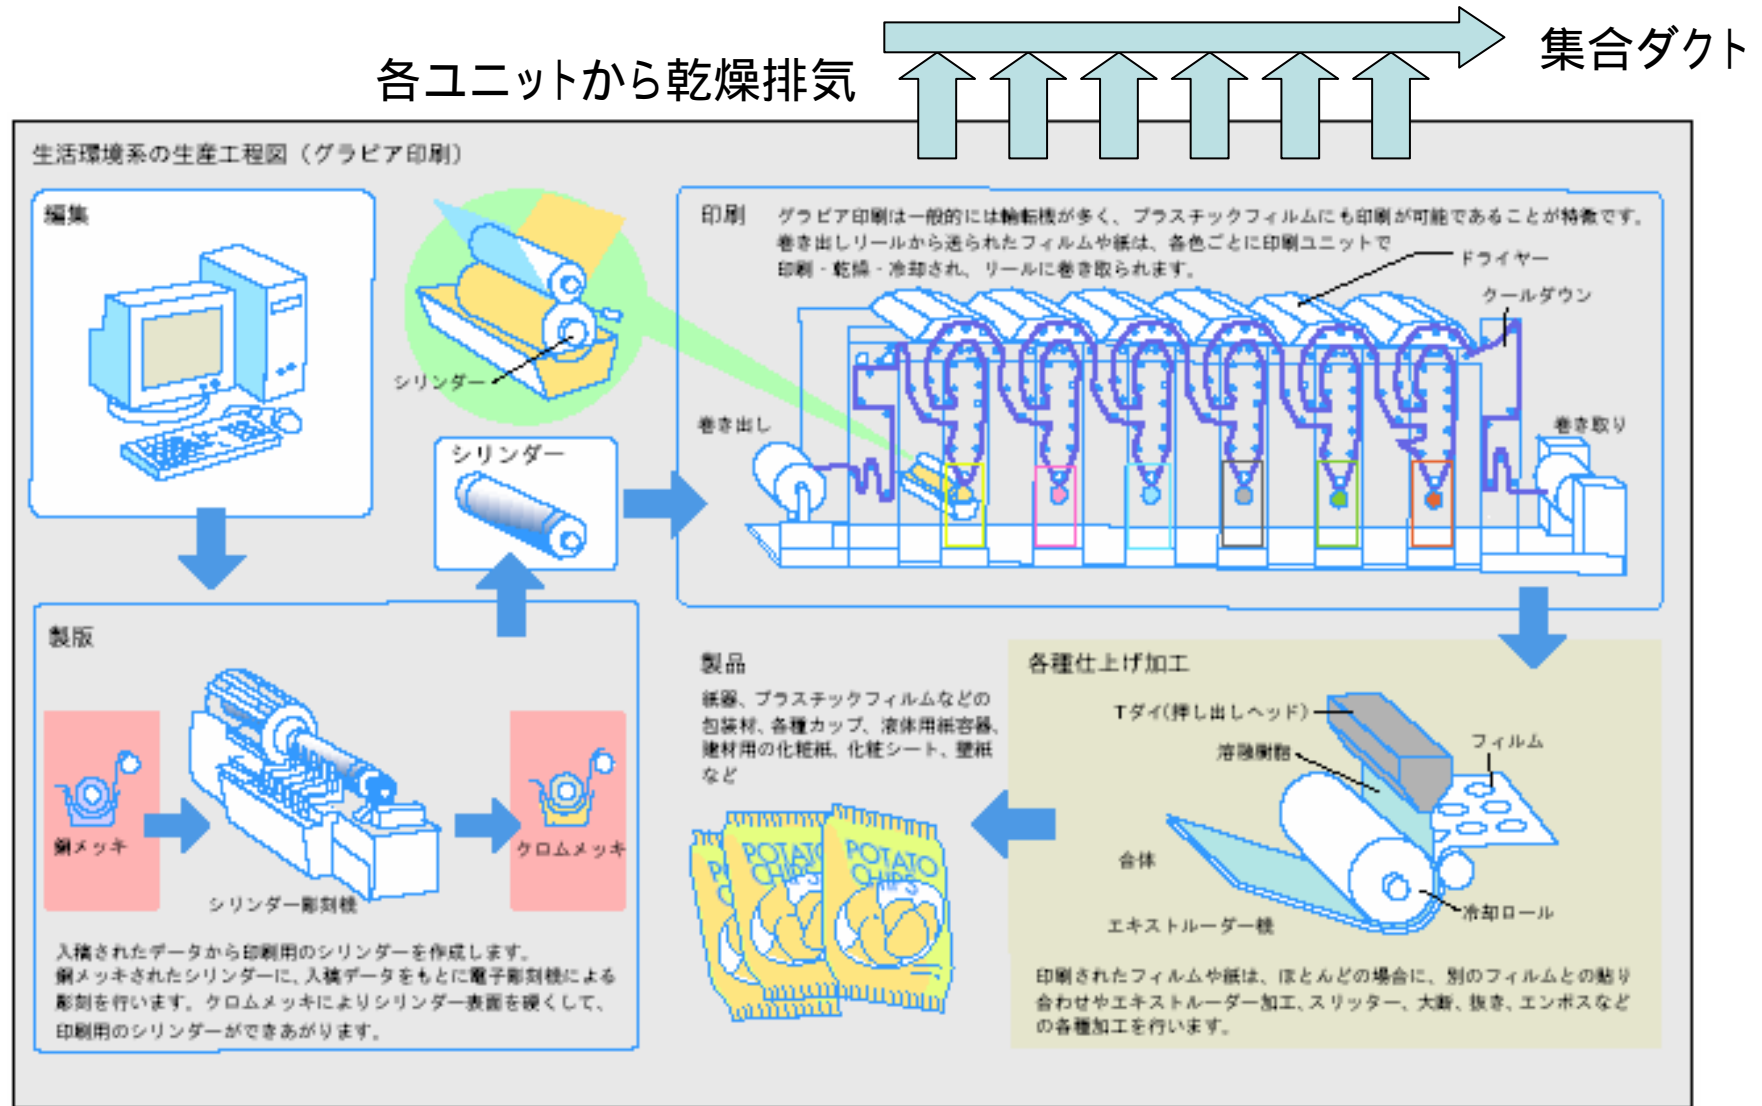 各ユニットから乾燥排気
集合ダクト
生活環境系の生産工程図（グラビア印刷）
編集
シリンダー
シリンダー
印刷
グラビア印刷は一般的には輪転機が多く、プラスチックフィルムにも印刷が可能であることが特徴です。
巻き出しリールから送られたフィルムや紙は、各色ごとに印刷ユニットで
印刷・乾燥・冷却され、リールに巻き取られます。
ドライヤー
クールダウン
巻き出し
巻き取り
製版
銅メッキ
クロムメッキ
シリンダー彫刻機
入稿されたデータから印刷用のシリンダーを作成します。
銅メッキされたシリンダーに、入稿データをもとに電子彫刻機による
彫刻を行います。クロムメッキによりシリンダー表面を硬くして、
印刷用のシリンダーができあがります。
製品
紙器、プラスチックフィルムなどの
包装材、各種カップ、液体用紙容器、
建材用の化粧紙、化粧シート、壁紙
など
POTATO
CHIPS
POTATO
CHIPS
各種仕上げ加工
Tダイ(押し出しヘッド)
溶融樹脂
フィルム
合体
冷却ロール
エキストルーダー機
印刷されたフィルムや紙は、ほとんどの場合に、別のフィルムとの貼り
合わせやエキストルーダー加工、スリッター、大断、抜き、エンボスなど
の各種加工を行います。